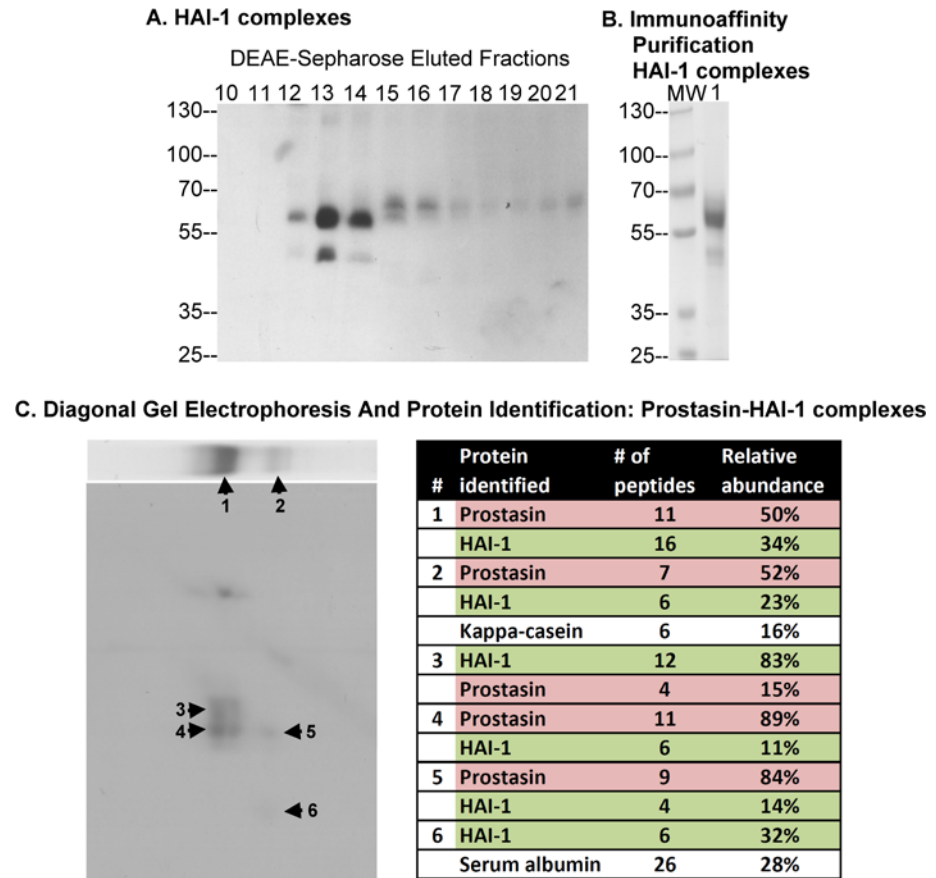 A. HAI-1 complexes
DEAE-Sepharose Eluted Fractions
10 11 12 13 14 15 16 17 18 19 20 21
130--
100--
70--
55--
35--
25--
B. Immunoaffinity
Purification
HAI-1 complexes
MW 1
130--
100--
70--
55--
35--
25--
C. Diagonal Gel Electrophoresis And Protein Identification: Prostasin-HAI-1 complexes
1 2
3
4 5
6
# Protein identified # of peptides Relative abundance
1 Prostasin 11 50%
HAI-1 16 34%
2 Prostasin 7 52%
HAI-1 6 23%
Kappa-casein 6 16%
3 HAI-1 12 83%
Prostasin 4 15%
4 Prostasin 11 89%
HAI-1 6 11%
5 Prostasin 9 84%
HAI-1 4 14%
6 HAI-1 6 32%
Serum albumin 26 28%